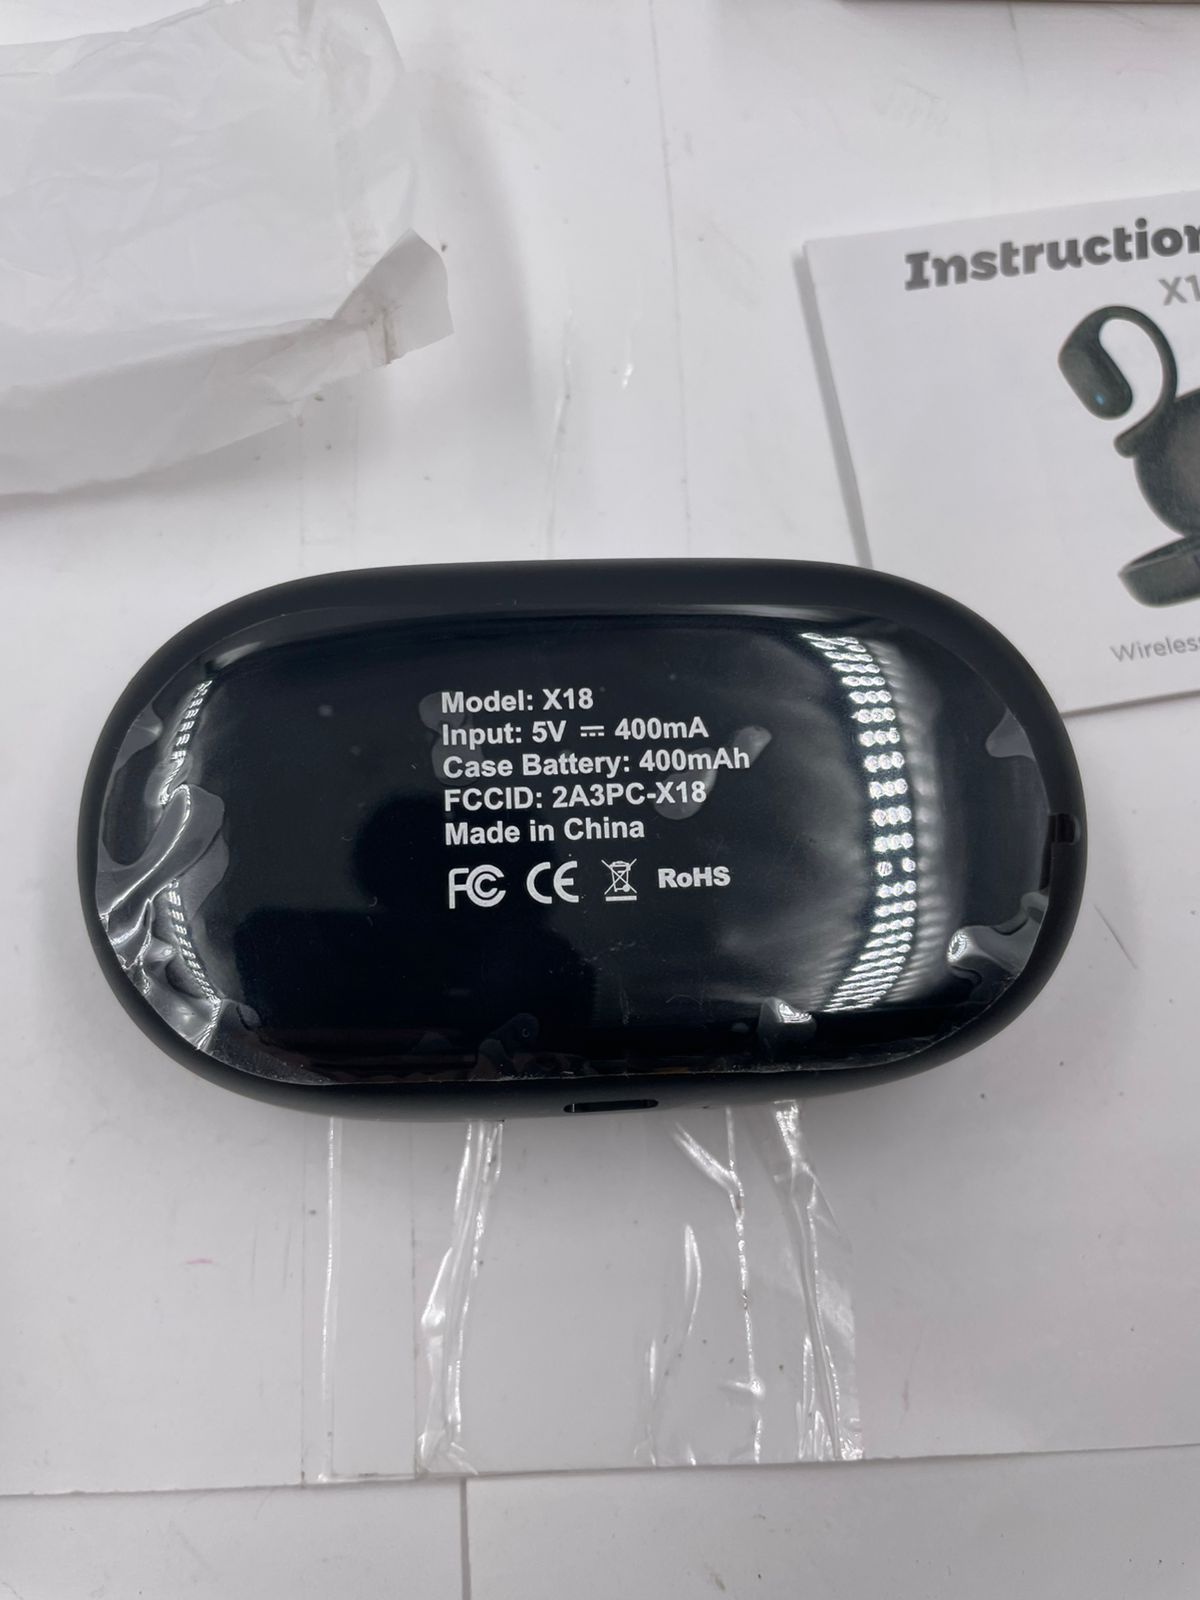 Instruction
X1
Wireless
Model: X18
Input: 5V ⎓ 400mA
Case Battery: 400mAh
FCCID: 2A3PC-X18
Made in China
FC CE RoHS